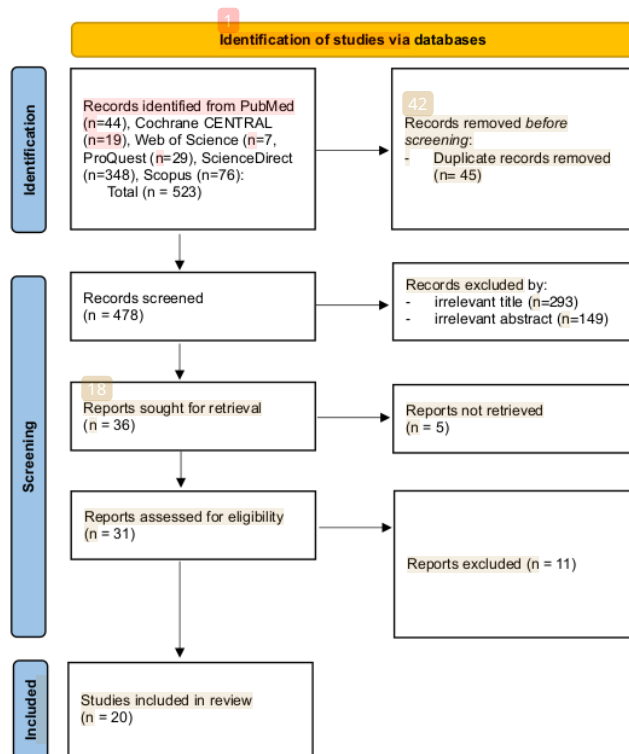 1
Identification of studies via databases
Identification
Records identified from PubMed
(n=44), Cochrane CENTRAL
(n=19), Web of Science (n=7,
ProQuest (n=29), ScienceDirect
(n=348), Scopus (n=76):
Total (n = 523)
42
Records removed before
screening:
- Duplicate records removed
(n= 45)
Screening
Records screened
(n = 478)
Records excluded by:
- irrelevant title (n=293)
- irrelevant abstract (n=149)
18
Reports sought for retrieval
(n = 36)
Reports not retrieved
(n = 5)
Reports assessed for eligibility
(n = 31)
Reports excluded (n = 11)
Included
Studies included in review
(n = 20)